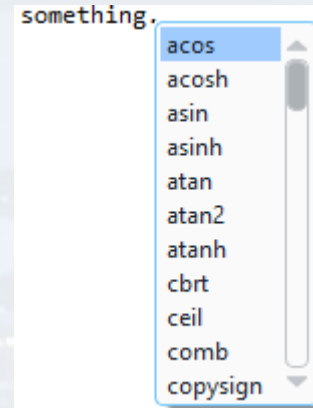 something.
acos
acosh
asin
asinh
atan
atan2
atanh
cbrt
ceil
comb
copysign